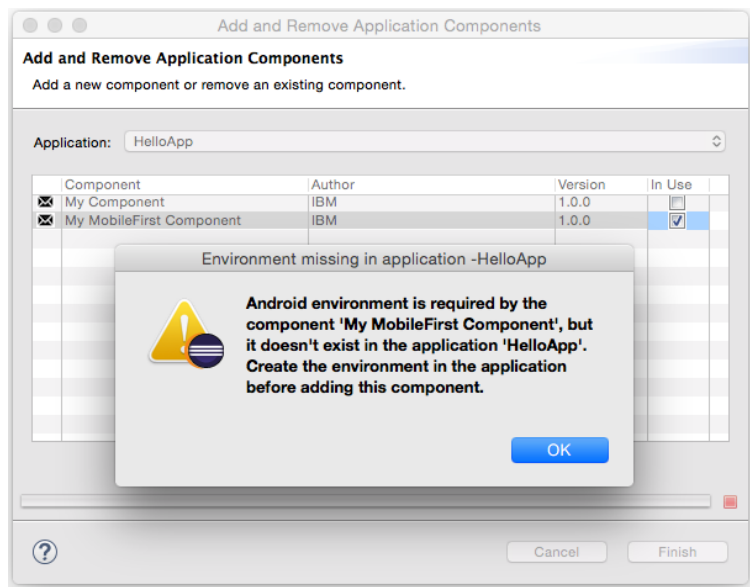 Add and Remove Application Components
Add and Remove Application Components
Add a new component or remove an existing component.
Application: HelloApp
Component Author Version In Use
My Component IBM 1.0.0
My MobileFirst Component IBM 1.0.0
Environment missing in application -HelloApp
Android environment is required by the
component 'My MobileFirst Component', but
it doesn't exist in the application 'HelloApp'.
Create the environment in the application
before adding this component.
OK
? Cancel Finish